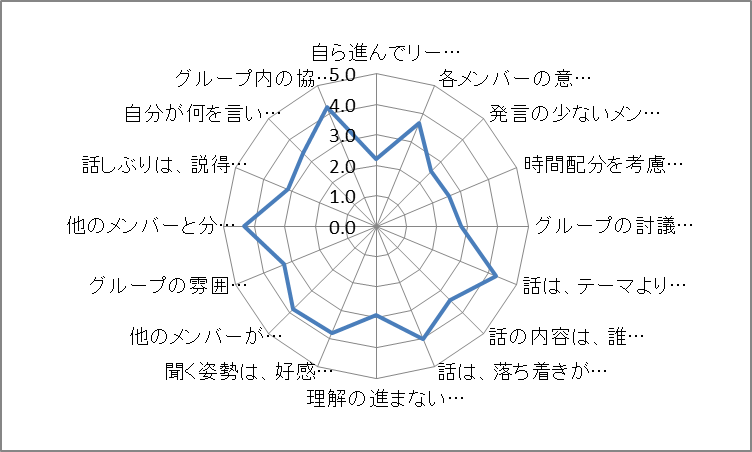 自ら進んでリー…
各メンバーの意…
発言の少ないメン…
時間配分を考慮…
グループの討議…
話は、テーマより…
話の内容は、誰…
話は、落ち着きが…
理解の進まない…
聞く姿勢は、好感…
他のメンバーが…
グループの雰囲…
他のメンバーと分…
話しぶりは、説得…
自分が何を言い…
グループ内の協…
5.0
4.0
3.0
2.0
1.0
0.0